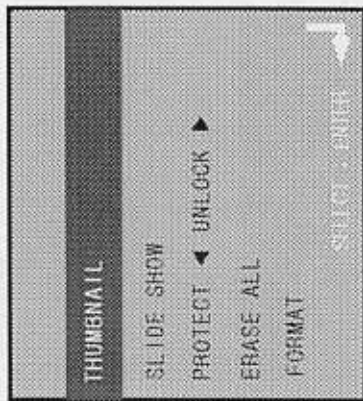 THUMBNAIL
SLIDE SHOW
PROTECT ◀ UNLOCK ▶
ERASE ALL
FORMAT
SELECT , ENTER